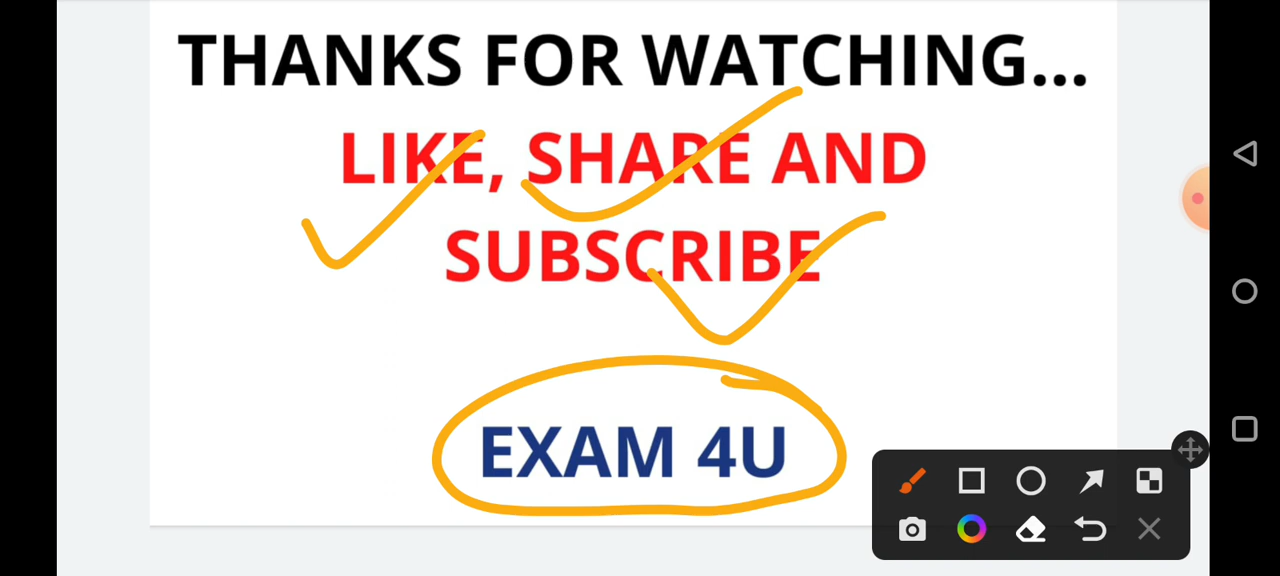 THANKS FOR WATCHING...
LIKE, SHARE AND
SUBSCRIBE
EXAM 4U